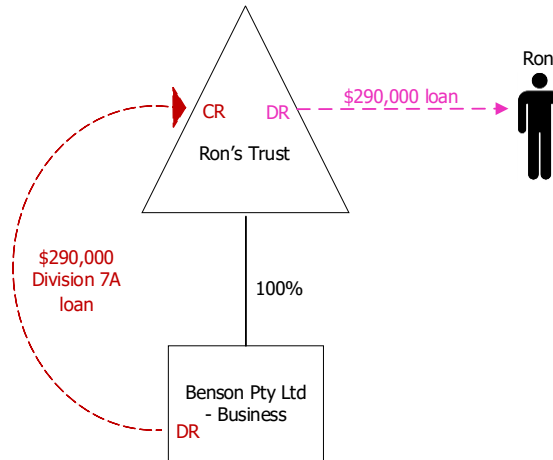 Ron
$290,000 loan
CR
DR
Ron's Trust
$290,000
Division 7A
loan
100%
Benson Pty Ltd
- Business
DR